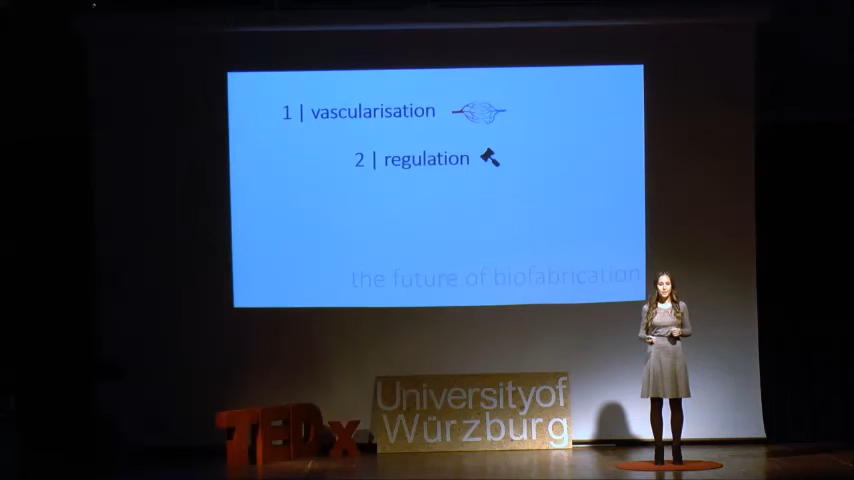 1 | vascularisation
2 | regulation
the future of biofabrication
TEDx
Universityof
Würzburg